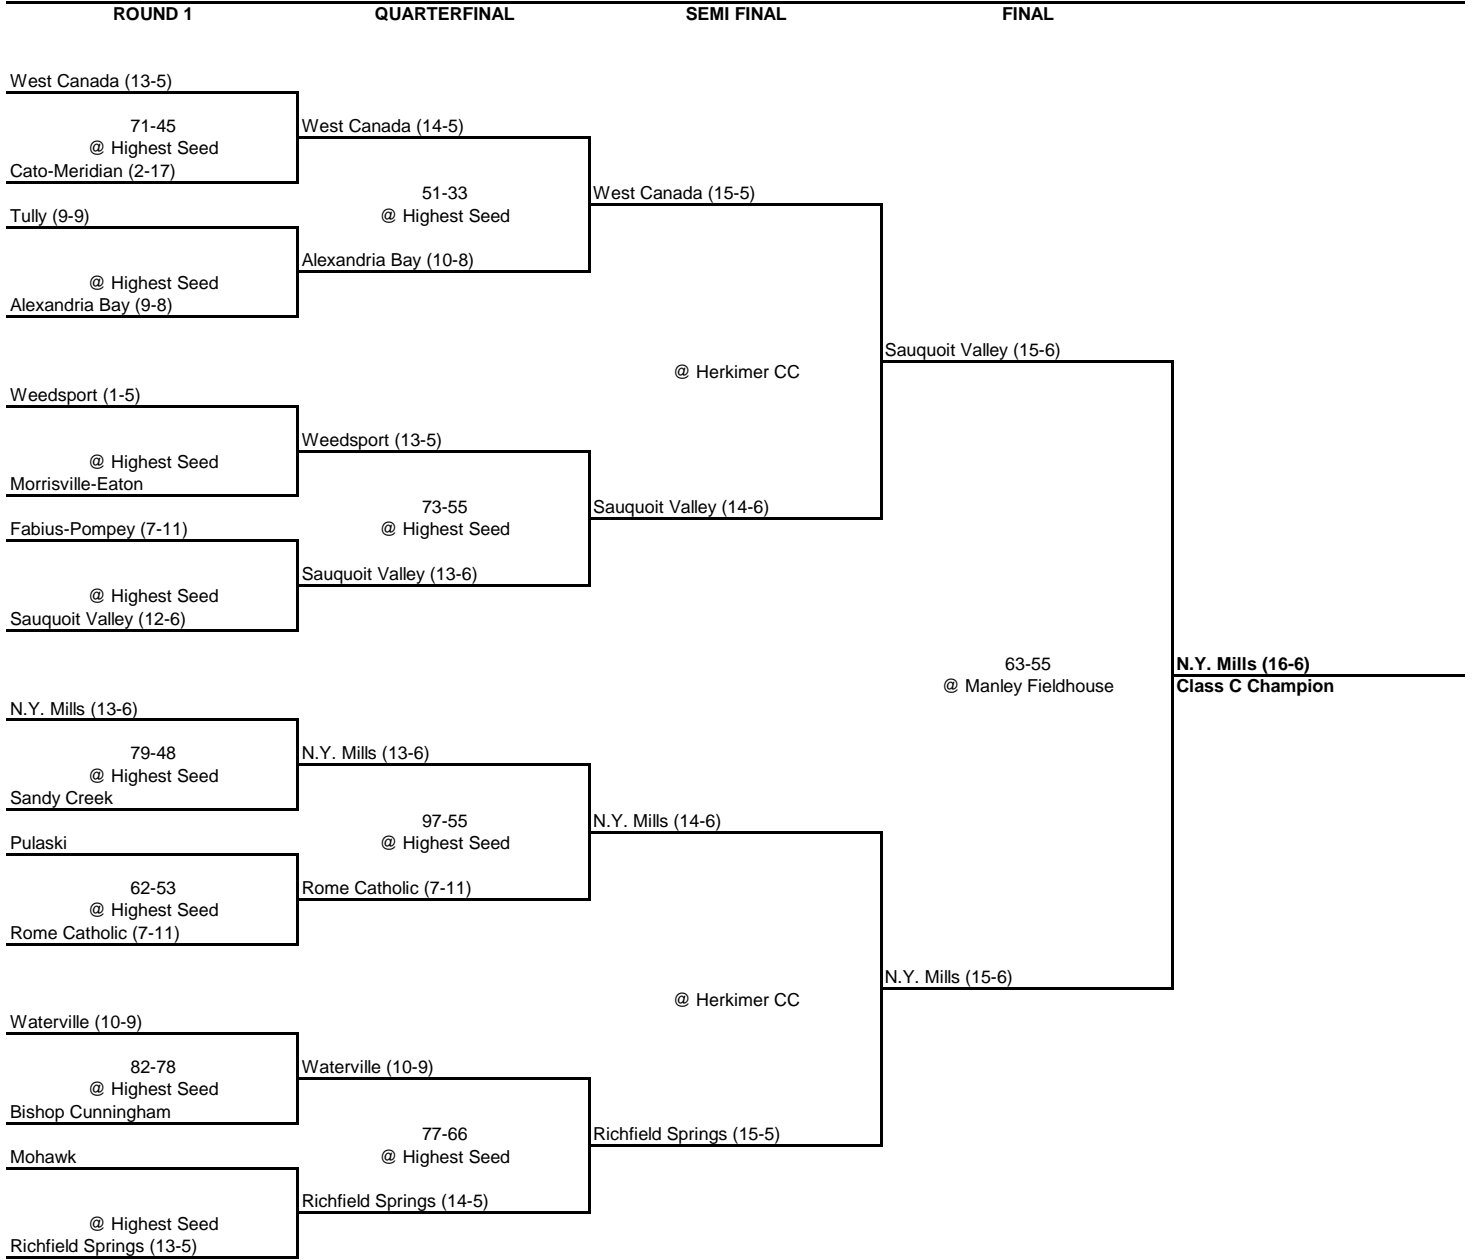 ROUND 1 QUARTERFINAL SEMI FINAL FINAL
West Canada (13-5)
71-45
@ Highest Seed
Cato-Meridian (2-17)
Tully (9-9)
@ Highest Seed
Alexandria Bay (9-8)
Weedsport (1-5)
@ Highest Seed
Morrisville-Eaton
Fabius-Pompey (7-11)
@ Highest Seed
Sauquoit Valley (12-6)
N.Y. Mills (13-6)
79-48
@ Highest Seed
Sandy Creek
Pulaski
62-53
@ Highest Seed
Rome Catholic (7-11)
Waterville (10-9)
82-78
@ Highest Seed
Bishop Cunningham
Mohawk
@ Highest Seed
Richfield Springs (13-5)
West Canada (14-5)
51-33
@ Highest Seed
Alexandria Bay (10-8)
Weedsport (13-5)
73-55
@ Highest Seed
Sauquoit Valley (13-6)
N.Y. Mills (13-6)
97-55
@ Highest Seed
Rome Catholic (7-11)
Waterville (10-9)
77-66
@ Highest Seed
Richfield Springs (14-5)
West Canada (15-5)
@ Herkimer CC
Sauquoit Valley (14-6)
N.Y. Mills (14-6)
@ Herkimer CC
Richfield Springs (15-5)
Sauquoit Valley (15-6)
63-55
@ Manley Fieldhouse
N.Y. Mills (15-6)
N.Y. Mills (16-6)
Class C Champion